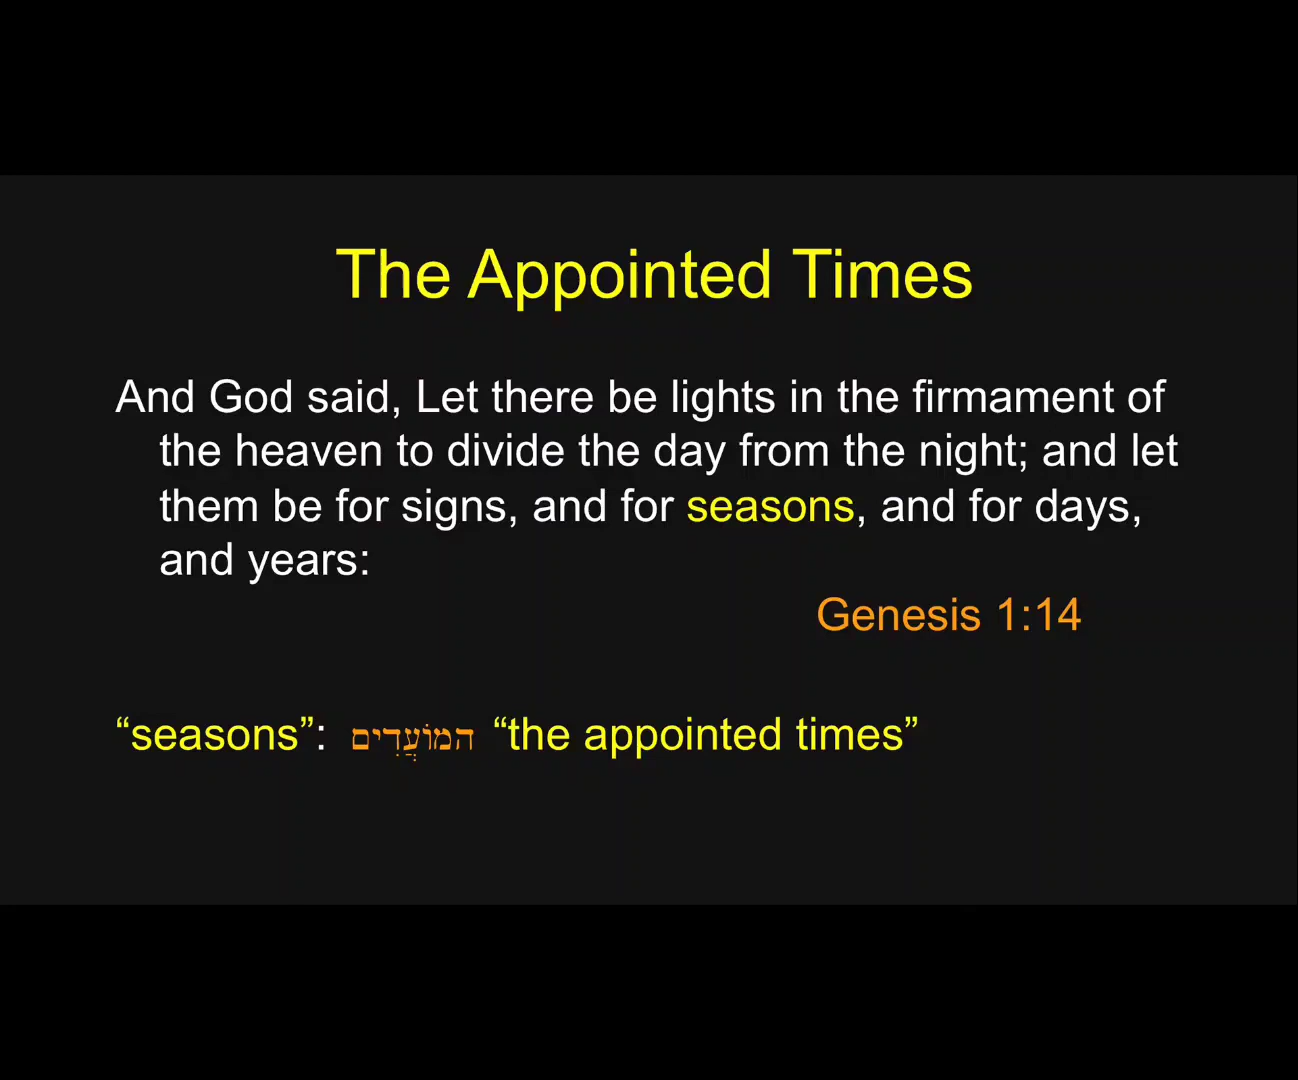 The Appointed Times
And God said, Let there be lights in the firmament of
the heaven to divide the day from the night; and let
them be for signs, and for seasons, and for days,
and years:
Genesis 1:14
“seasons”: המוֹעֲדִים “the appointed times”